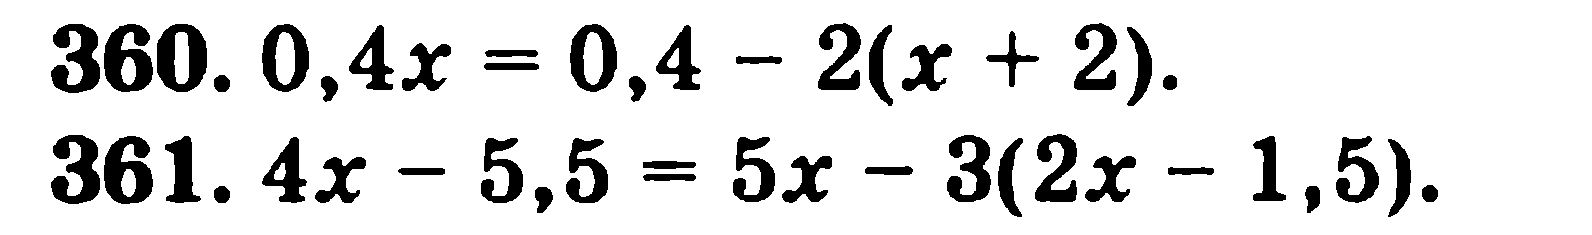 360. 0,4x = 0,4 − 2(x + 2).
361. 4x − 5,5 = 5x − 3(2x − 1,5).